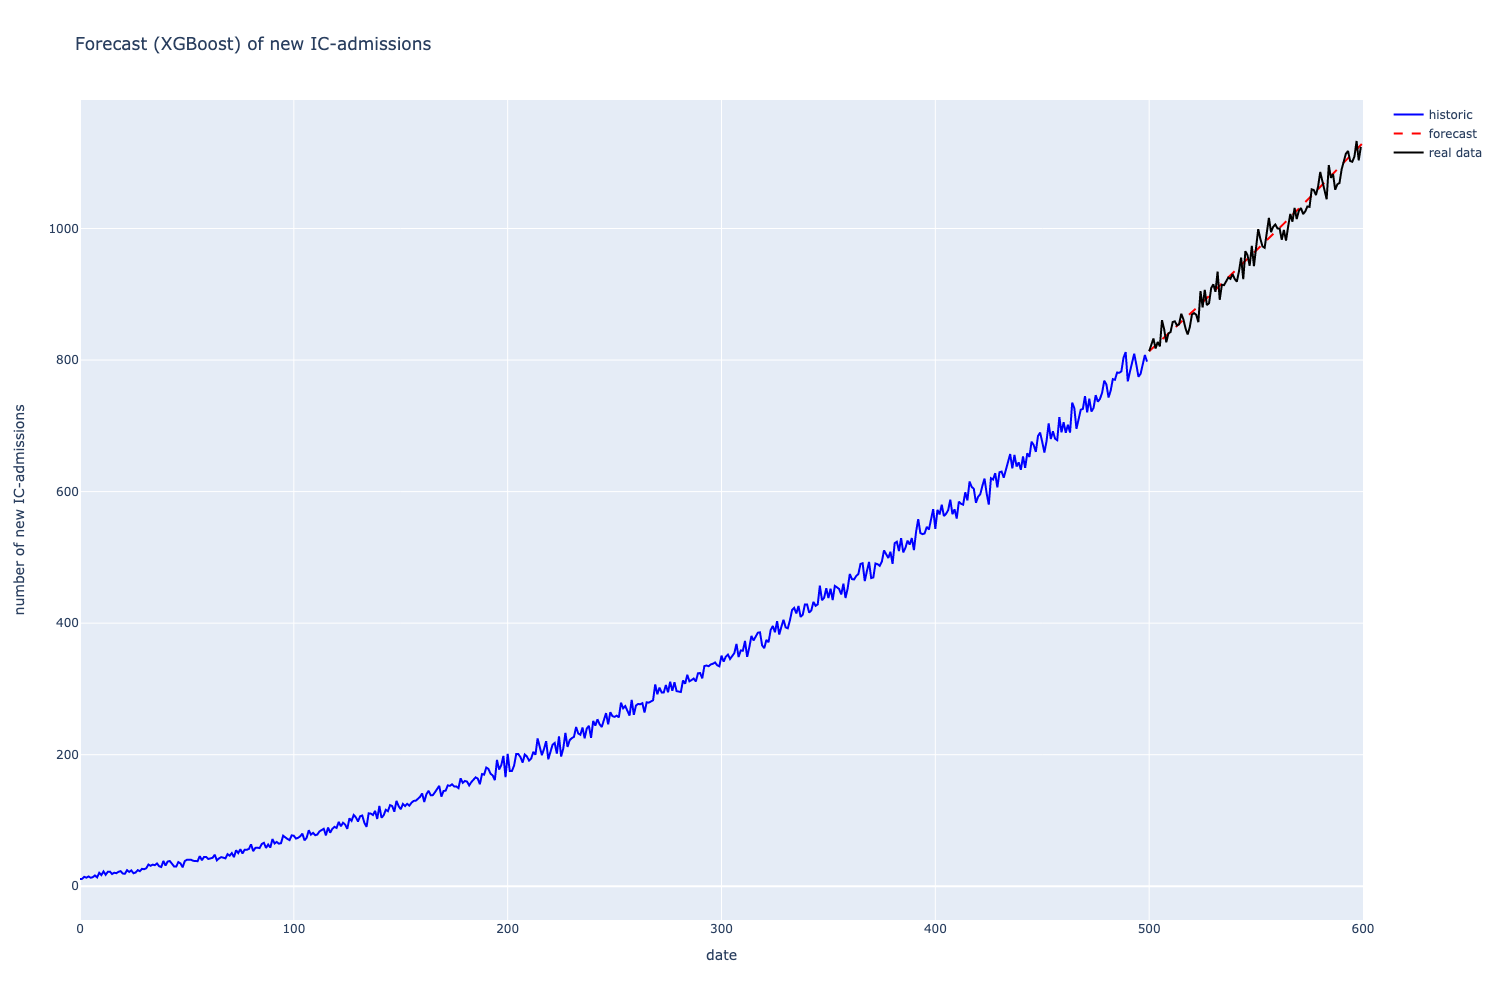 Forecast (XGBoost) of new IC-admissions
historic
forecast
real data
number of new IC-admissions
1000
800
600
400
200
0
0 100 200 300 400 500 600
date